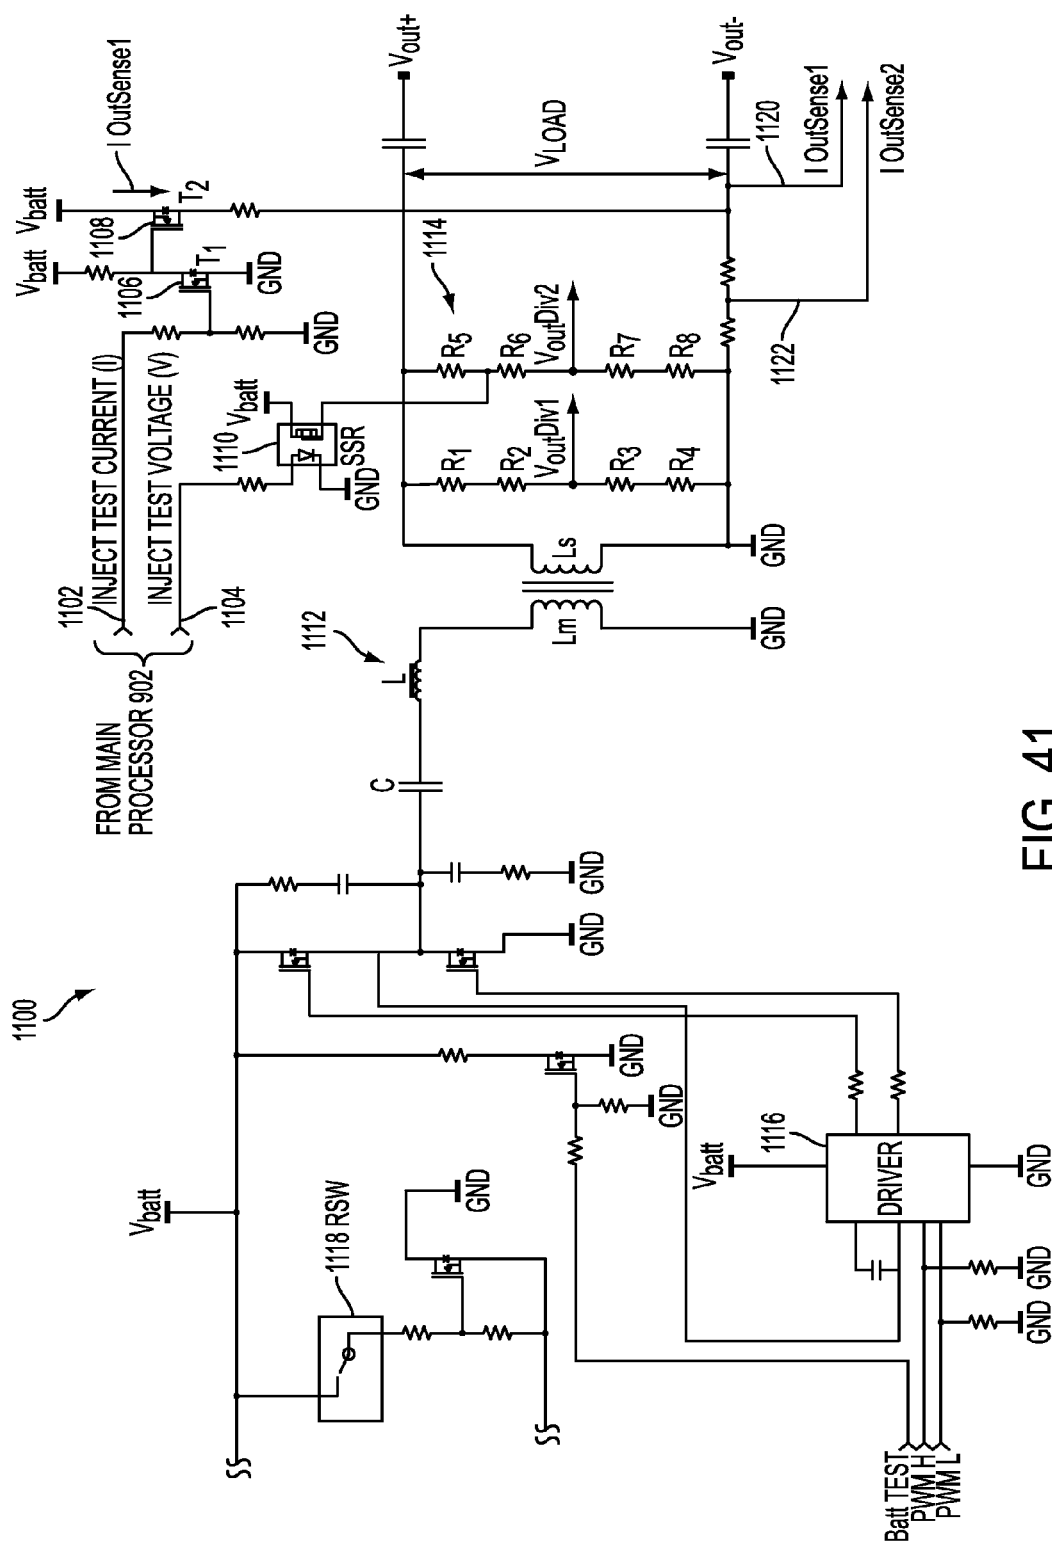 1100
Vbatt
1118 RSW
GND
Batt TEST
PWM H
PWM L
GND
GND
Vbatt
1116
DRIVER
GND
GND
GND
GND
GND
C
L
1112
FROM MAIN
PROCESSOR 902
1102
INJECT TEST CURRENT (I)
INJECT TEST VOLTAGE (V)
1104
Vbatt
1106
T1
GND
GND
Vbatt
1108
T2
I OutSense1
1110
Vbatt
SSR
GND
Lm
Ls
GND
GND
R1
R2
VoutDiv1
R3
R4
1114
R5
R6
VoutDiv2
R7
R8
VLOAD
Vout+
Vout-
1120
1122
I OutSense1
I OutSense2
FIG. 41